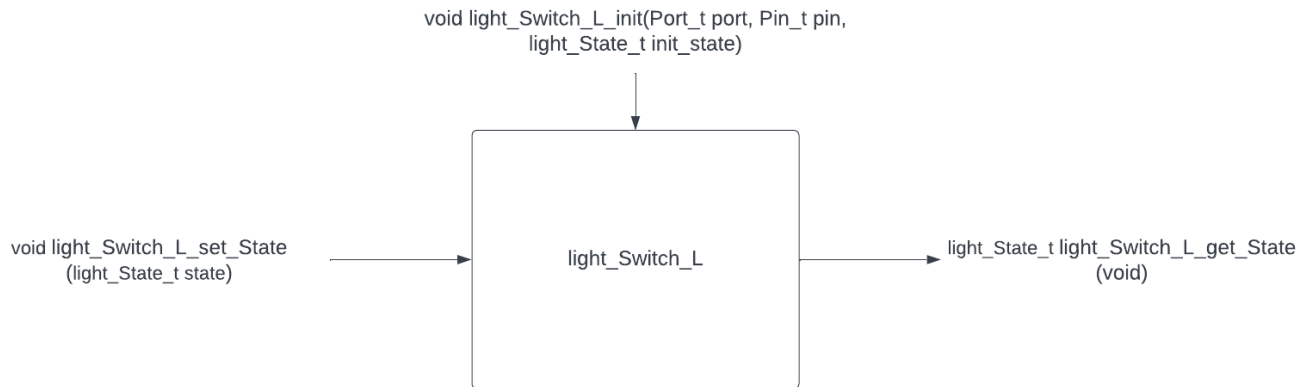 void light_Switch_L_init(Port_t port, Pin_t pin,
light_State_t init_state)
void light_Switch_L_set_State
(light_State_t state)
light_Switch_L
light_State_t light_Switch_L_get_State
(void)